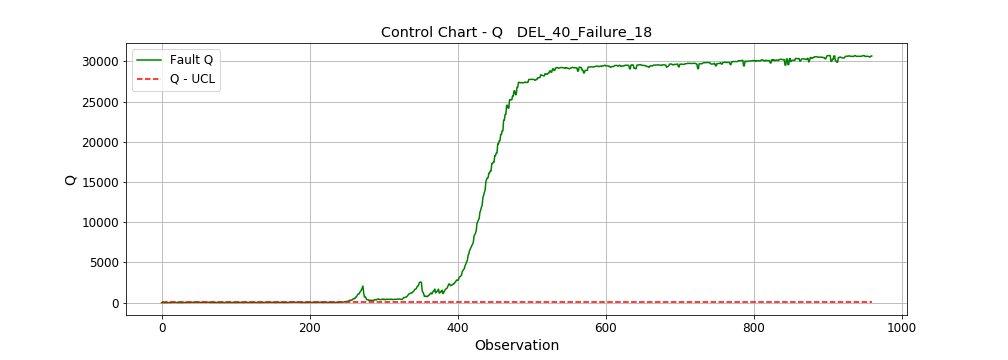 Control Chart - Q   DEL_40_Failure_18
Fault Q
Q - UCL
30000
25000
20000
15000
10000
5000
0
Q
0 200 400 600 800 1000
Observation